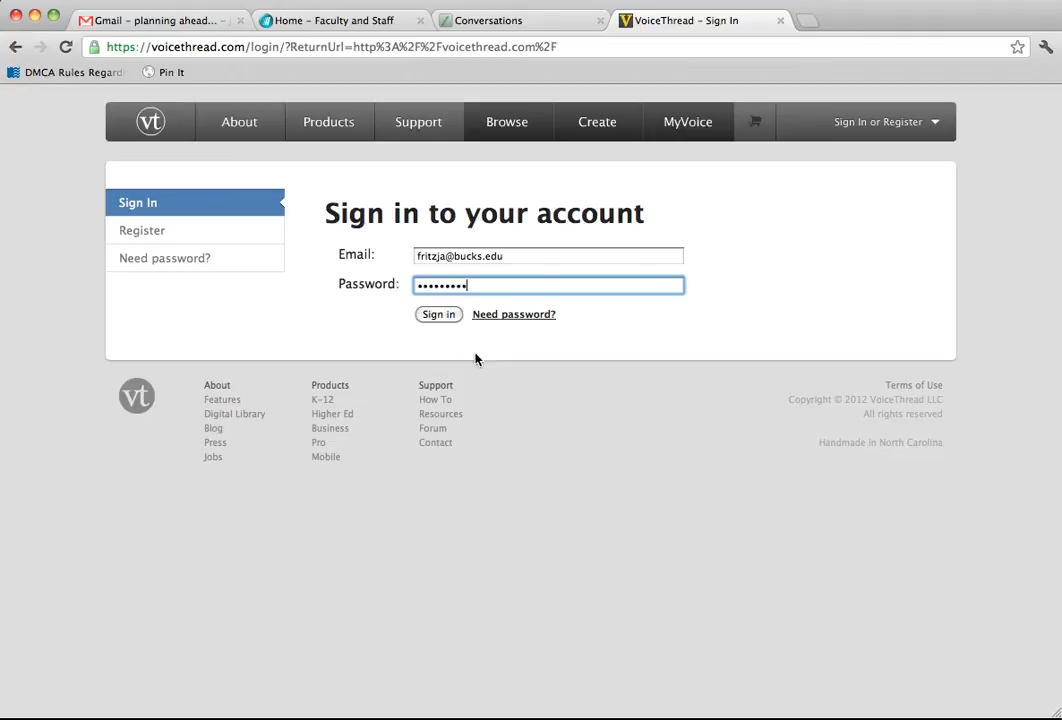 Gmail – planning ahead...
Home – Faculty and Staff
Conversations
VoiceThread – Sign In
https://voicethread.com/login/?ReturnUrl=http%3A%2F%2Fvoicethread.com%2F
DMCA Rules Regard
Pin It
vt
About
Products
Support
Browse
Create
MyVoice
Sign In or Register
Sign In
Register
Need password?
Sign in to your account
Email: fritzja@bucks.edu
Password: •••••••••
Sign in Need password?
vt
About
Features
Digital Library
Blog
Press
Jobs
Products
K-12
Higher Ed
Business
Pro
Mobile
Support
How To
Resources
Forum
Contact
Terms of Use
Copyright © 2012 VoiceThread LLC
All rights reserved
Handmade in North Carolina